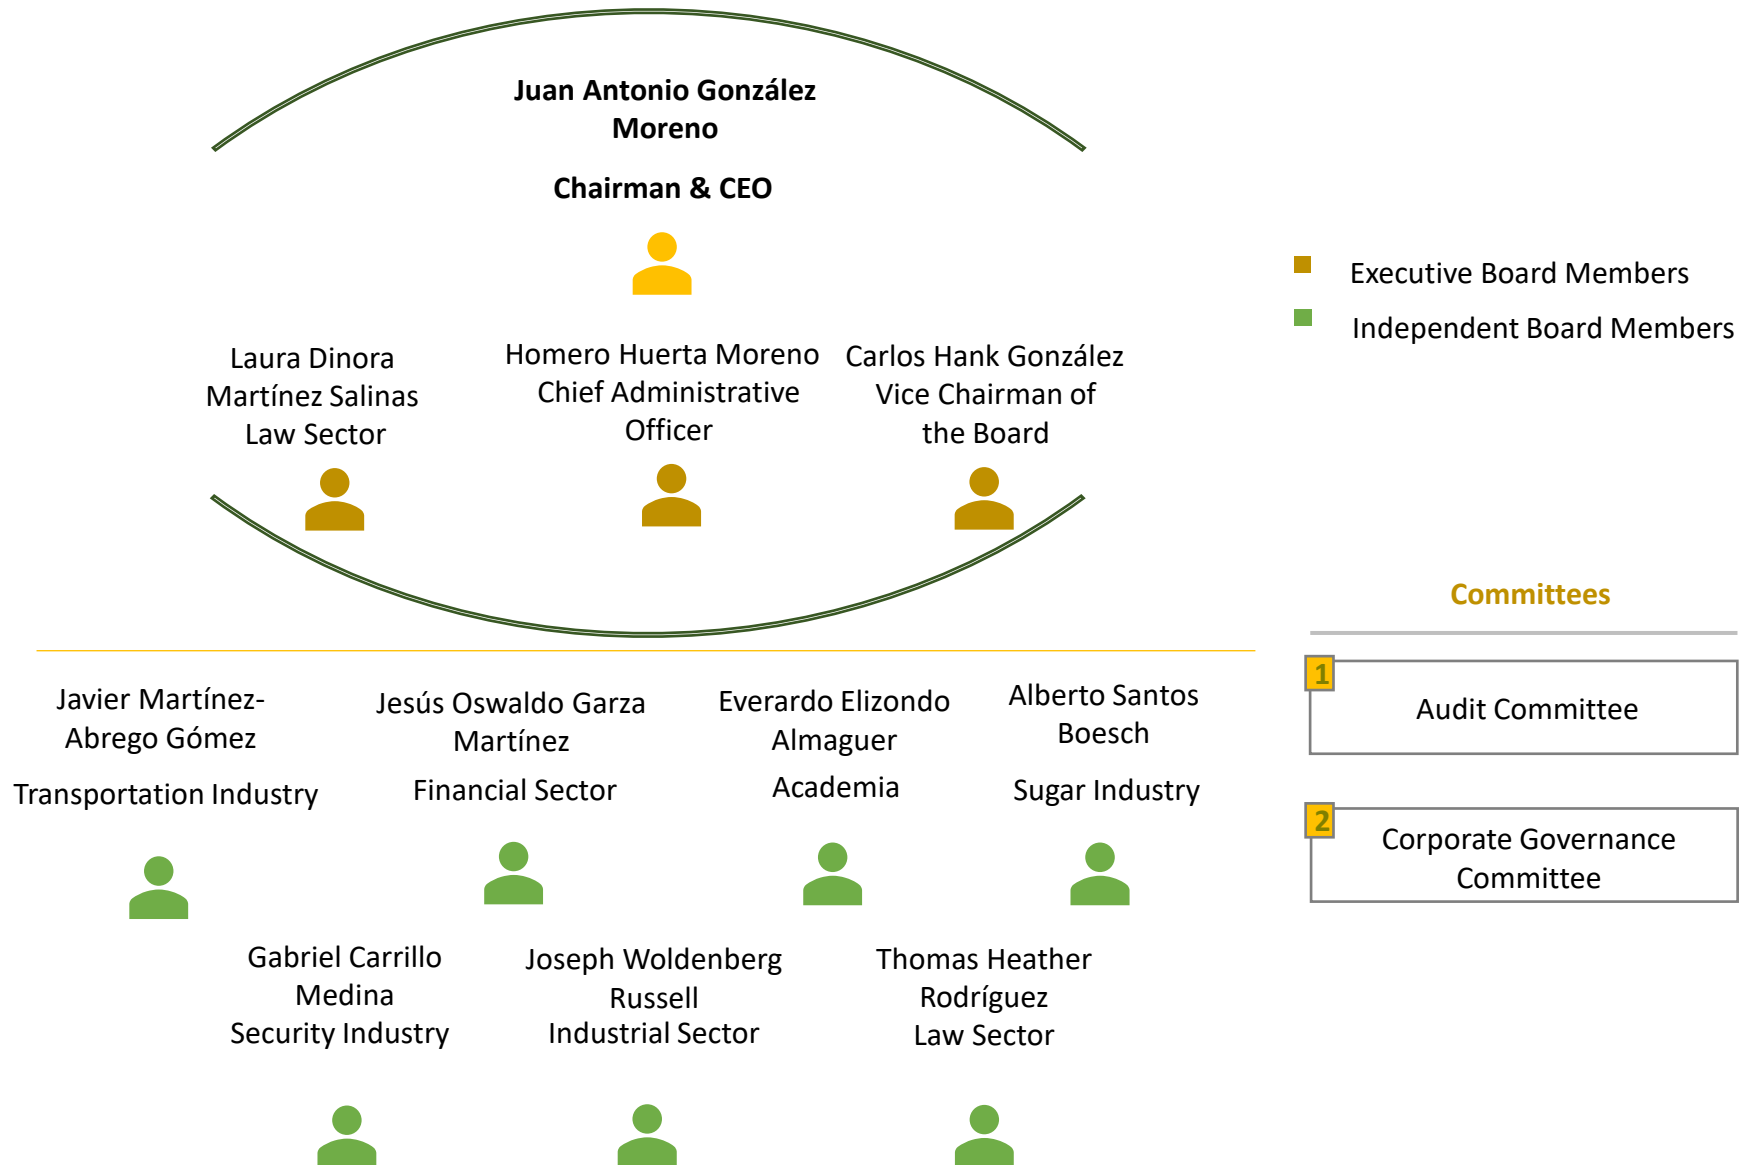 Juan Antonio González
Moreno
Chairman & CEO
Laura Dinora
Martínez Salinas
Law Sector
Homero Huerta Moreno
Chief Administrative
Officer
Carlos Hank González
Vice Chairman of
the Board
Executive Board Members
Independent Board Members
Javier Martínez-
Abrego Gómez
Transportation Industry
Jesús Oswaldo Garza
Martínez
Financial Sector
Everardo Elizondo
Almaguer
Academia
Alberto Santos
Boesch
Sugar Industry
Gabriel Carrillo
Medina
Security Industry
Joseph Woldenberg
Russell
Industrial Sector
Thomas Heather
Rodríguez
Law Sector
Committees
1
Audit Committee
2
Corporate Governance
Committee